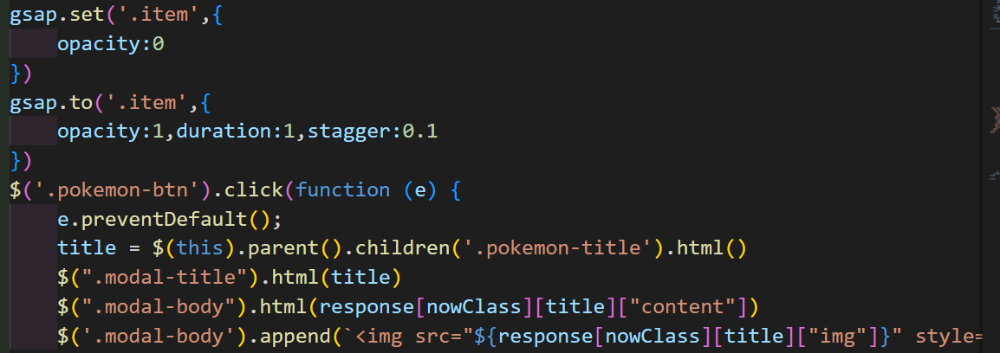 gsap.set('.item',{
    opacity:0
})
gsap.to('.item',{
    opacity:1,duration:1,stagger:0.1
})
$('.pokemon-btn').click(function (e) {
    e.preventDefault();
    title = $(this).parent().children('.pokemon-title').html()
    $(".modal-title").html(title)
    $(".modal-body").html(response[nowClass][title]["content"])
    $('.modal-body').append(`<img src="${response[nowClass][title]["img"]}" style=